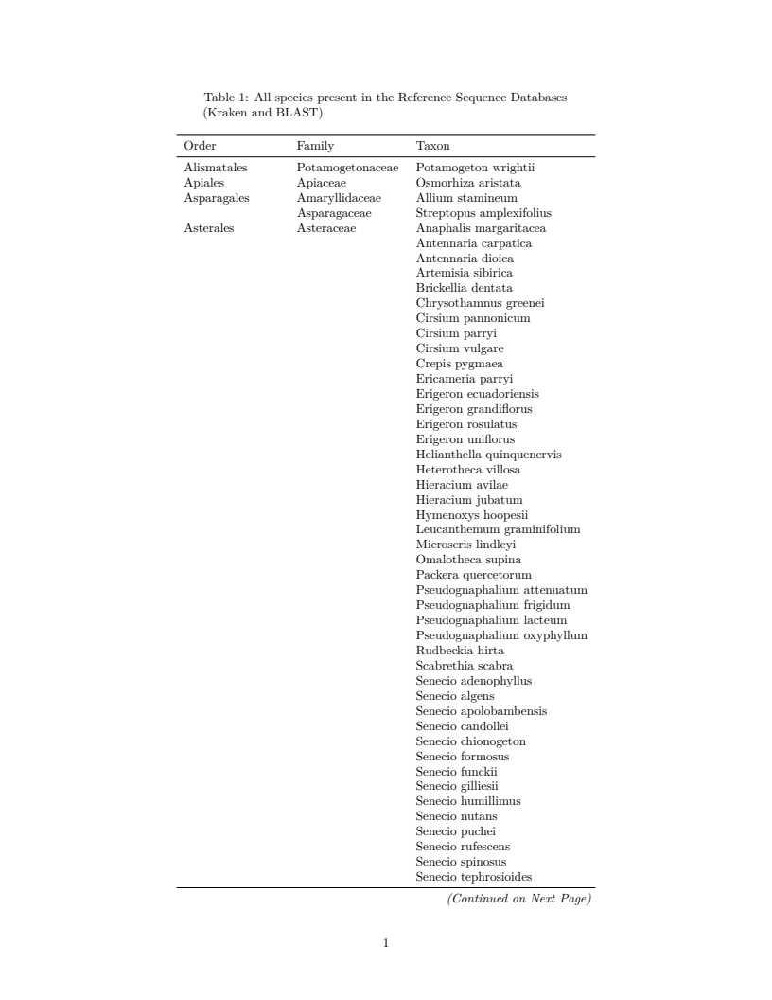 Table 1: All species present in the Reference Sequence Databases
(Kraken and BLAST)
Order Family Taxon
Alismatales Potamogetonaceae Potamogeton wrightii
Apiales Apiaceae Osmorhiza aristata
Asparagales Amaryllidaceae Allium stamineum
Asparagaceae Streptopus amplexifolius
Asterales Asteraceae Anaphalis margaritacea
Antennaria carpatica
Antennaria dioica
Artemisia sibirica
Brickellia dentata
Chrysothamnus greenei
Cirsium pannonicum
Cirsium parryi
Cirsium vulgare
Crepis pygmaea
Ericameria parryi
Erigeron ecuadoriensis
Erigeron grandiflorus
Erigeron rosulatus
Erigeron uniflorus
Helianthella quinquenervis
Heterotheca villosa
Hieracium avilae
Hieracium jubatum
Hymenoxys hoopesii
Leucanthemum graminifolium
Microseris lindleyi
Omalotheca supina
Packera quercetorum
Pseudognaphalium attenuatum
Pseudognaphalium frigidum
Pseudognaphalium lacteum
Pseudognaphalium oxyphyllum
Rudbeckia hirta
Scabrethia scabra
Senecio adenophyllus
Senecio algens
Senecio apolobambensis
Senecio candollei
Senecio chionogeton
Senecio formosus
Senecio funckii
Senecio gilliesii
Senecio humillimus
Senecio nutans
Senecio puchei
Senecio rufescens
Senecio spinosus
Senecio tephrosioides
(Continued on Next Page)
1